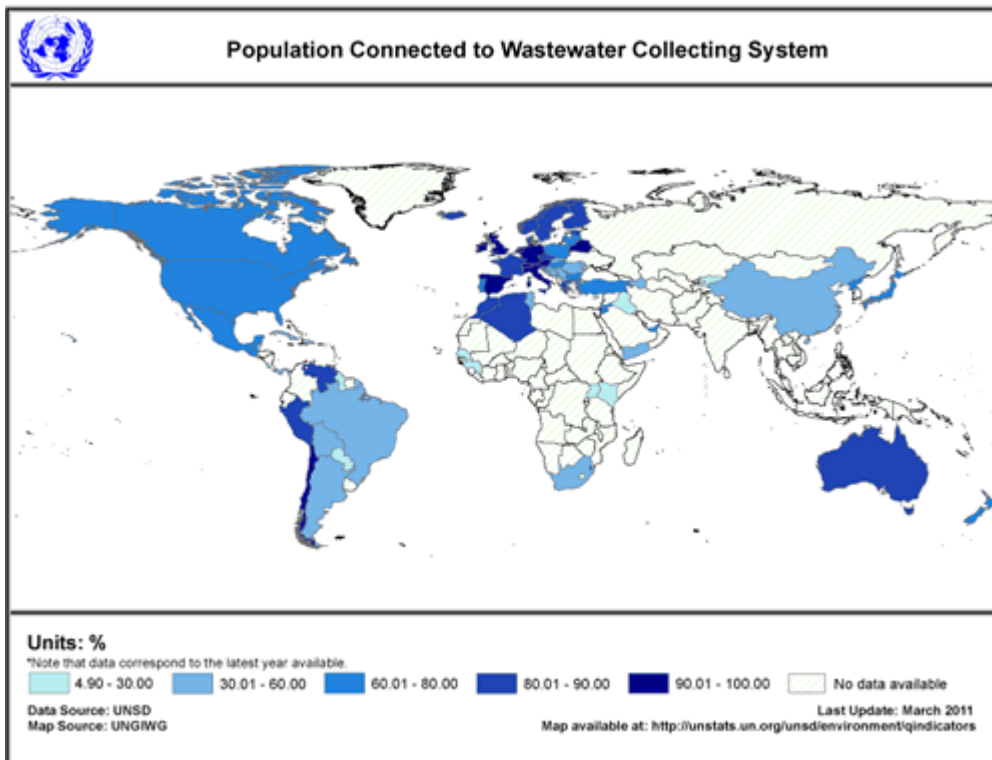 Population Connected to Wastewater Collecting System
Units: %
*Note that data correspond to the latest year available.
4.90 - 30.00
30.01 - 60.00
60.01 - 80.00
80.01 - 90.00
90.01 - 100.00
No data available
Data Source: UNSD
Last Update: March 2011
Map Source: UNGIWG
Map available at: http://unstats.un.org/unsd/environment/qindicators